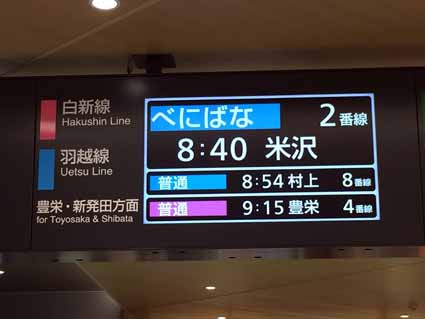 白新線
Hakushin Line
羽越線
Uetsu Line
豊栄・新発田方面
for Toyosaka & Shibata
べにばな 2番線
8:40 米沢
普通 8:54 村上 8番線
普通 9:15 豊栄 4番線